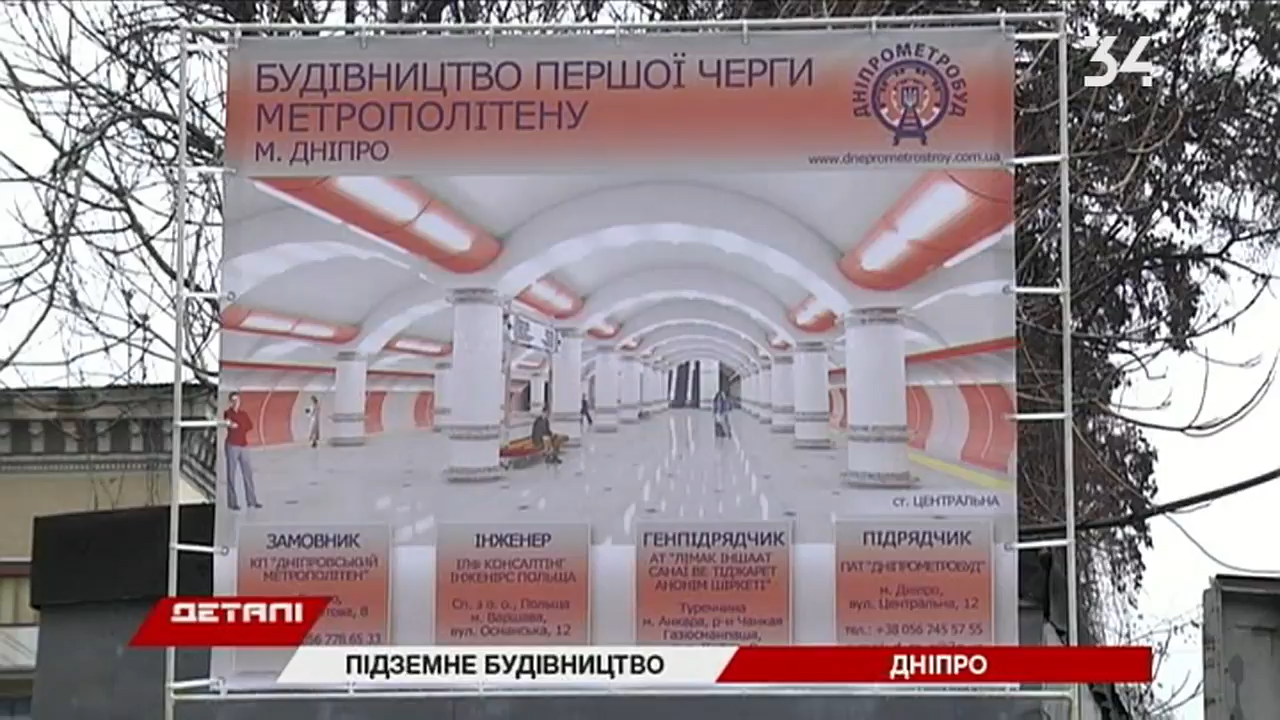 34
БУДІВНИЦТВО ПЕРШОЇ ЧЕРГИ
МЕТРОПОЛІТЕНУ
М. ДНІПРО
ДНІПРОМЕТРОБУД
www.dneprometrostroy.com.ua
ст. ЦЕНТРАЛЬНА
ЗАМОВНИК
КП "ДНІПРОВСЬКИЙ
МЕТРОПОЛІТЕН"
8
056 778 65 33
ІНЖЕНЕР
ІЛФ КОНСАЛТІНГ
ІНЖЕНІРС ПОЛЬЩА
Сп. з о. о., Польща
м. Варшава,
вул. Османська, 12
ГЕНПІДРЯДЧИК
АТ "ЛІМАК ІНШААТ
САНАІ ВЕ ТІДЖАРЕТ
АНОНІМ ШІРКЕТІ"
Туреччина
м. Анкара, р-н Чанкая
Газіосманпаша,
ПІДРЯДЧИК
ПАТ "ДНІПРОМЕТРОБУД"
м. Дніпро,
вул. Центральна, 12
тел.: +38 056 745 57 55
ДЕТАЛІ
ПІДЗЕМНЕ БУДІВНИЦТВО
ДНІПРО